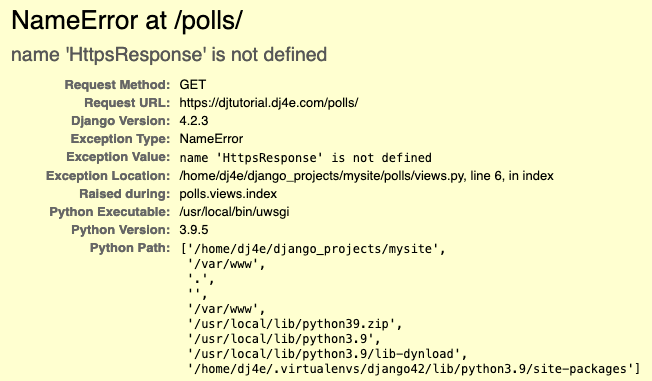 NameError at /polls/
name 'HttpsResponse' is not defined
Request Method: GET
Request URL: https://djtutorial.dj4e.com/polls/
Django Version: 4.2.3
Exception Type: NameError
Exception Value: name 'HttpsResponse' is not defined
Exception Location: /home/dj4e/django_projects/mysite/polls/views.py, line 6, in index
Raised during: polls.views.index
Python Executable: /usr/local/bin/uwsgi
Python Version: 3.9.5
Python Path: ['/home/dj4e/django_projects/mysite',
'/var/www',
'.',
'',
'/var/www',
'/usr/local/lib/python39.zip',
'/usr/local/lib/python3.9',
'/usr/local/lib/python3.9/lib-dynload',
'/home/dj4e/.virtualenvs/django42/lib/python3.9/site-packages']